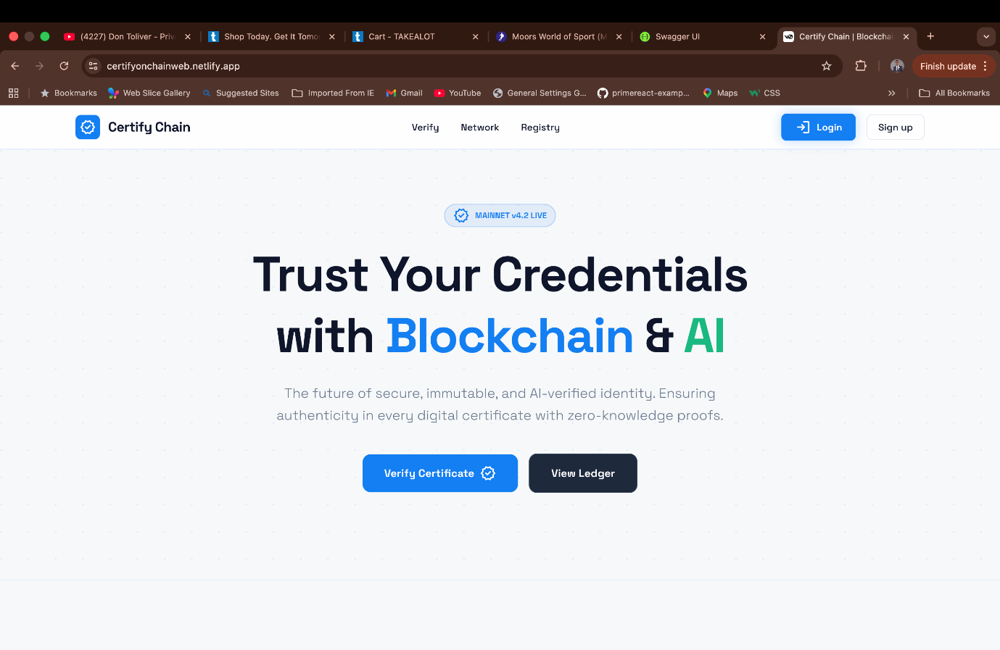 (4227) Don Toliver - Priv
Shop Today. Get It Tomo
Cart - TAKEALOT
Moors World of Sport (M
Swagger UI
Certify Chain | Blockchai
certifyonchainweb.netlify.app
Finish update
Bookmarks
Web Slice Gallery
Suggested Sites
Imported From IE
Gmail
YouTube
General Settings G...
primereact-examp...
Maps
CSS
All Bookmarks
Certify Chain
Verify
Network
Registry
Login
Sign up
MAINNET v4.2 LIVE
Trust Your Credentials
with Blockchain & AI
The future of secure, immutable, and AI-verified identity. Ensuring
authenticity in every digital certificate with zero-knowledge proofs.
Verify Certificate
View Ledger